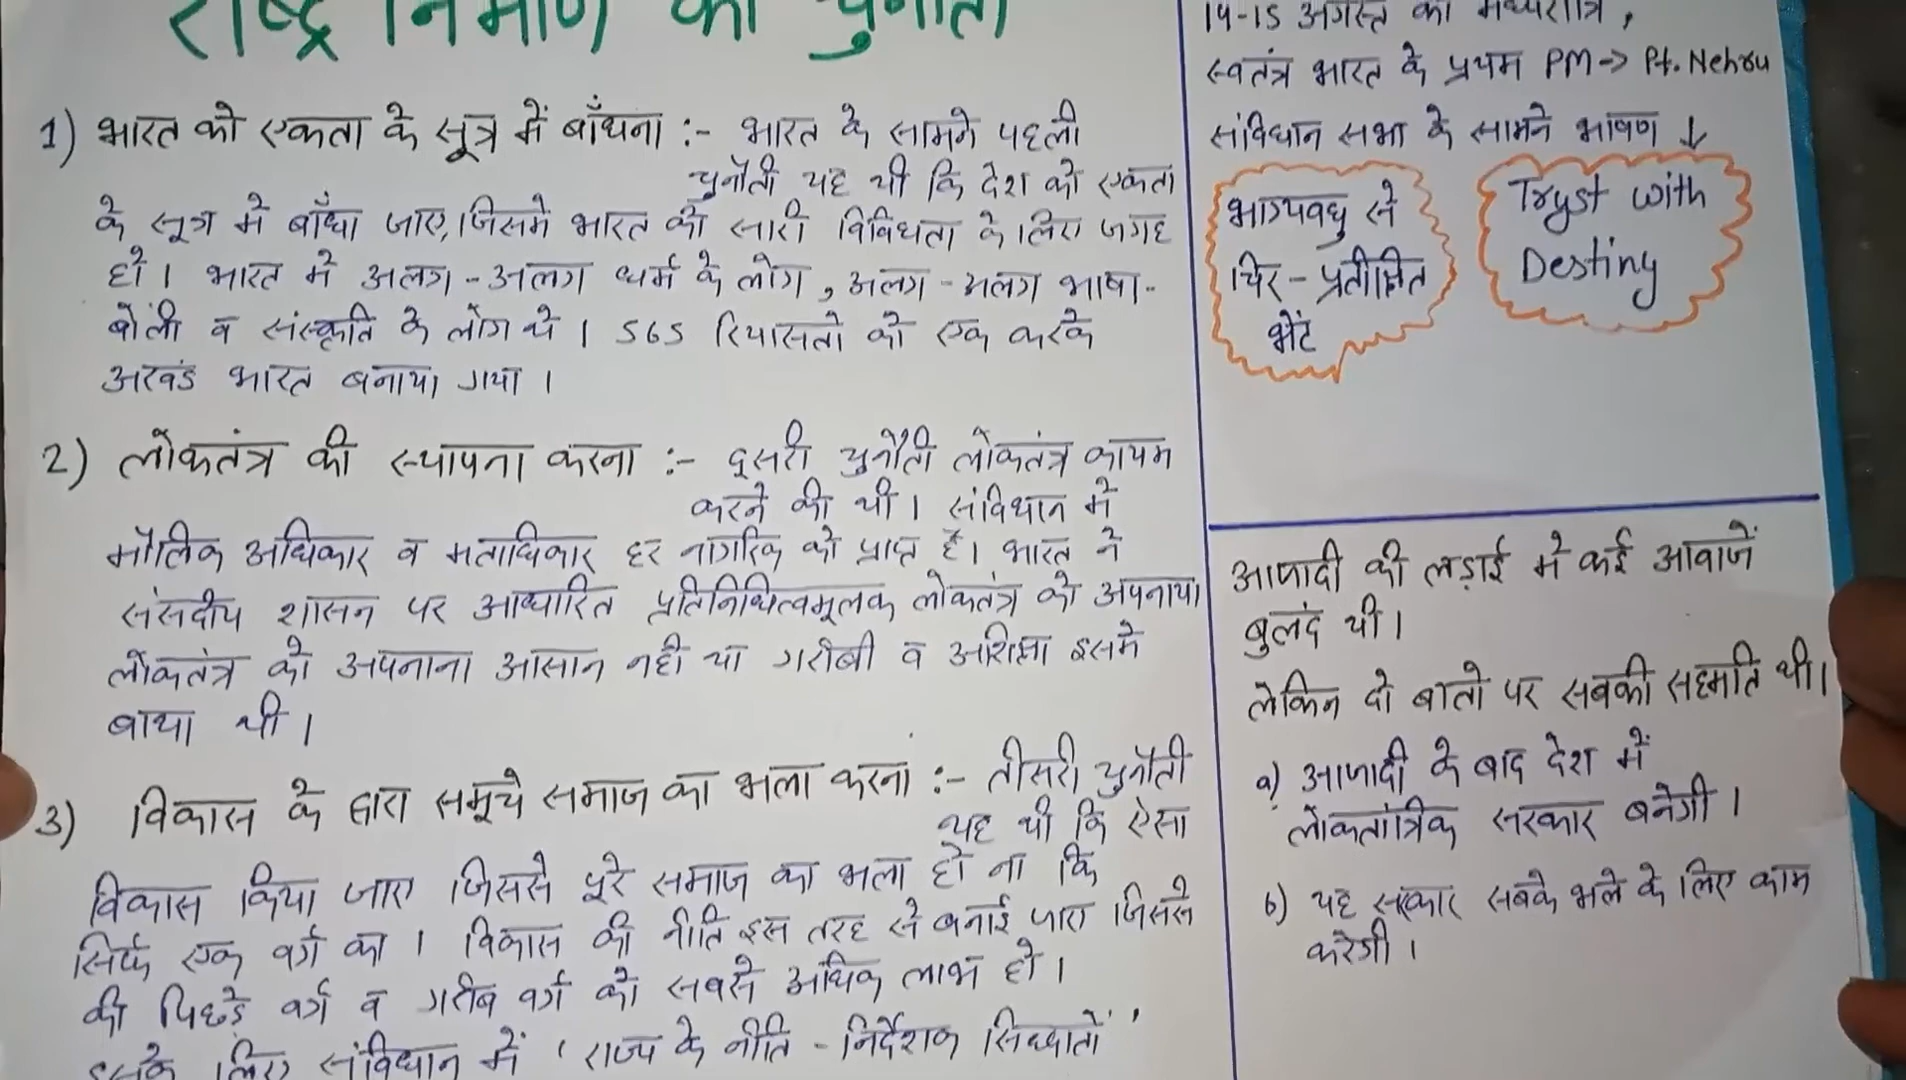 राष्ट्र निर्माण की चुनौती
1) भारत को एकता के सूत्र में बाँधना :- भारत के सामने पहली
चुनौती यह थी कि देश को एकता
के सूत्र मे बाँधा जाए, जिसमे भारत की सारी विविधता के लिए जगह
हो। भारत मे अलग-अलग धर्म के लोग, अलग-अलग भाषा-
बोली व संस्कृति के लोग थे। 565 रियासतो को एक करके
अखंड भारत बनाया गया।
2) लोकतंत्र की स्थापना करना :- दूसरी चुनौती लोकतंत्र कायम
करने की थी। संविधान में
मौलिक अधिकार व मताधिकार हर नागरिक को प्राप्त है। भारत ने
संसदीय शासन पर आधारित प्रतिनिधित्वमूलक लोकतंत्र को अपनाया
लोकतंत्र को अपनाना आसान नही था गरीबी व अशिक्षा इसमे
बाधा थी।
3) विकास के द्वारा समूचे समाज का भला करना :- तीसरी चुनौती
यह थी कि ऐसा
विकास किया जाए जिससे पूरे समाज का भला हो ना कि
सिर्फ एक वर्ग का। विकास की नीति इस तरह से बनाई जाए जिससे
की पिछड़े वर्ग व गरीब वर्ग को सबसे अधिक लाभ हो।
इसके लिए संविधान में 'राज्य के नीति-निर्देशक सिध्दातों'
14-15 अगस्त की मध्यरात्रि,
स्वतंत्र भारत के प्रथम PM-> Pt. Nehru
संविधान सभा के सामने भाषण ↓
भाग्यवधु से
चिर-प्रतीक्षित
भेंट
Tryst with
Destiny
आजादी की लड़ाई मे कई आवाजें
बुलंद थी।
लेकिन दो बातो पर सबकी सहमति थी।
a) आजादी के बाद देश में
लोकतांत्रिक सरकार बनेगी।
b) यह सरकार सबके भले के लिए काम
करेगी।